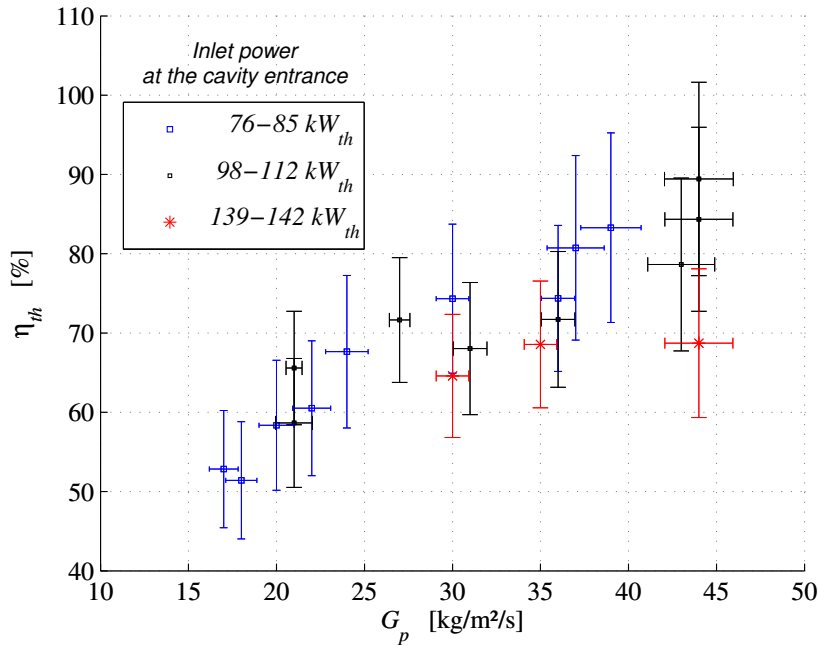 110
100
90
80
70
60
50
40
η_th [%]
Inlet power
at the cavity entrance
76−85 kW_th
98−112 kW_th
139−142 kW_th
10 15 20 25 30 35 40 45 50
G_p [kg/m²/s]